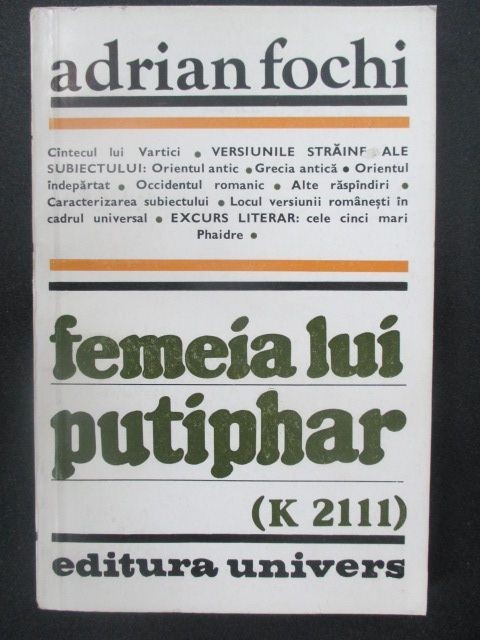 adrian fochi
Cîntecul lui Vartici • VERSIUNILE STRĂINE ALE
SUBIECTULUI: Orientul antic • Grecia antică • Orientul
îndepărtat • Occidentul romanic • Alte răspîndiri •
Caracterizarea subiectului • Locul versiunii românești în
cadrul universal • EXCURS LITERAR: cele cinci mari
Phaidre •
femeia lui
putiphar
(K 2111)
editura univers